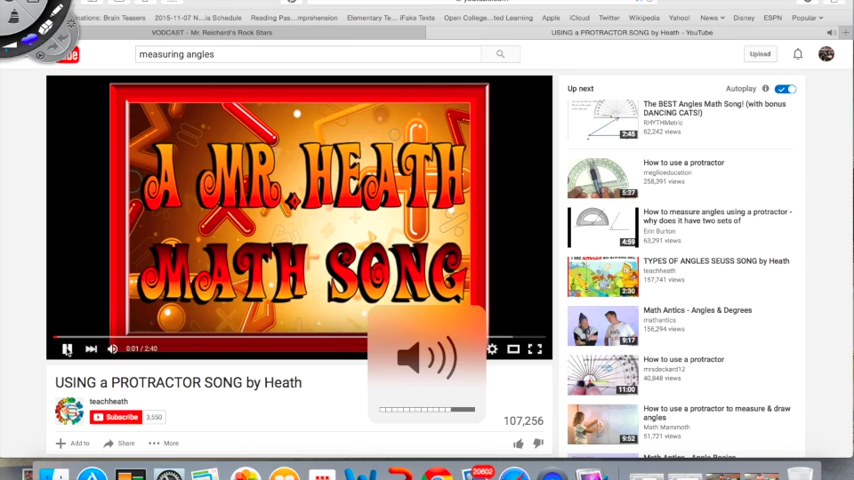 youtube.com
Brain Teasers
2015-11-07 N...ia Schedule
Reading Pas...mprehension
Elementary Te... iFake Texts
Open College...ted Learning
Apple
iCloud
Twitter
Wikipedia
Yahoo!
News
Disney
ESPN
Popular
VODCAST - Mr. Reichard's Rock Stars
USING a PROTRACTOR SONG by Heath - YouTube
measuring angles
Upload
A MR. HEATH
MATH SONG
0:01 / 2:40
USING a PROTRACTOR SONG by Heath
teachheath
Subscribe
3,550
107,256
Add to
Share
More
Up next
Autoplay
The BEST Angles Math Song! (with bonus
DANCING CATS!)
RHYTHMetric
62,242 views
2:45
How to use a protractor
meglioeducation
258,391 views
5:37
How to measure angles using a protractor -
why does it have two sets of
Erin Burton
63,291 views
4:59
TYPES OF ANGLES SEUSS SONG by Heath
teachheath
157,741 views
2:30
Math Antics - Angles & Degrees
mathantics
156,294 views
9:17
How to use a protractor
mrsdeckard12
40,848 views
11:00
How to use a protractor to measure & draw
angles
Math Mammoth
51,721 views
9:52
20602